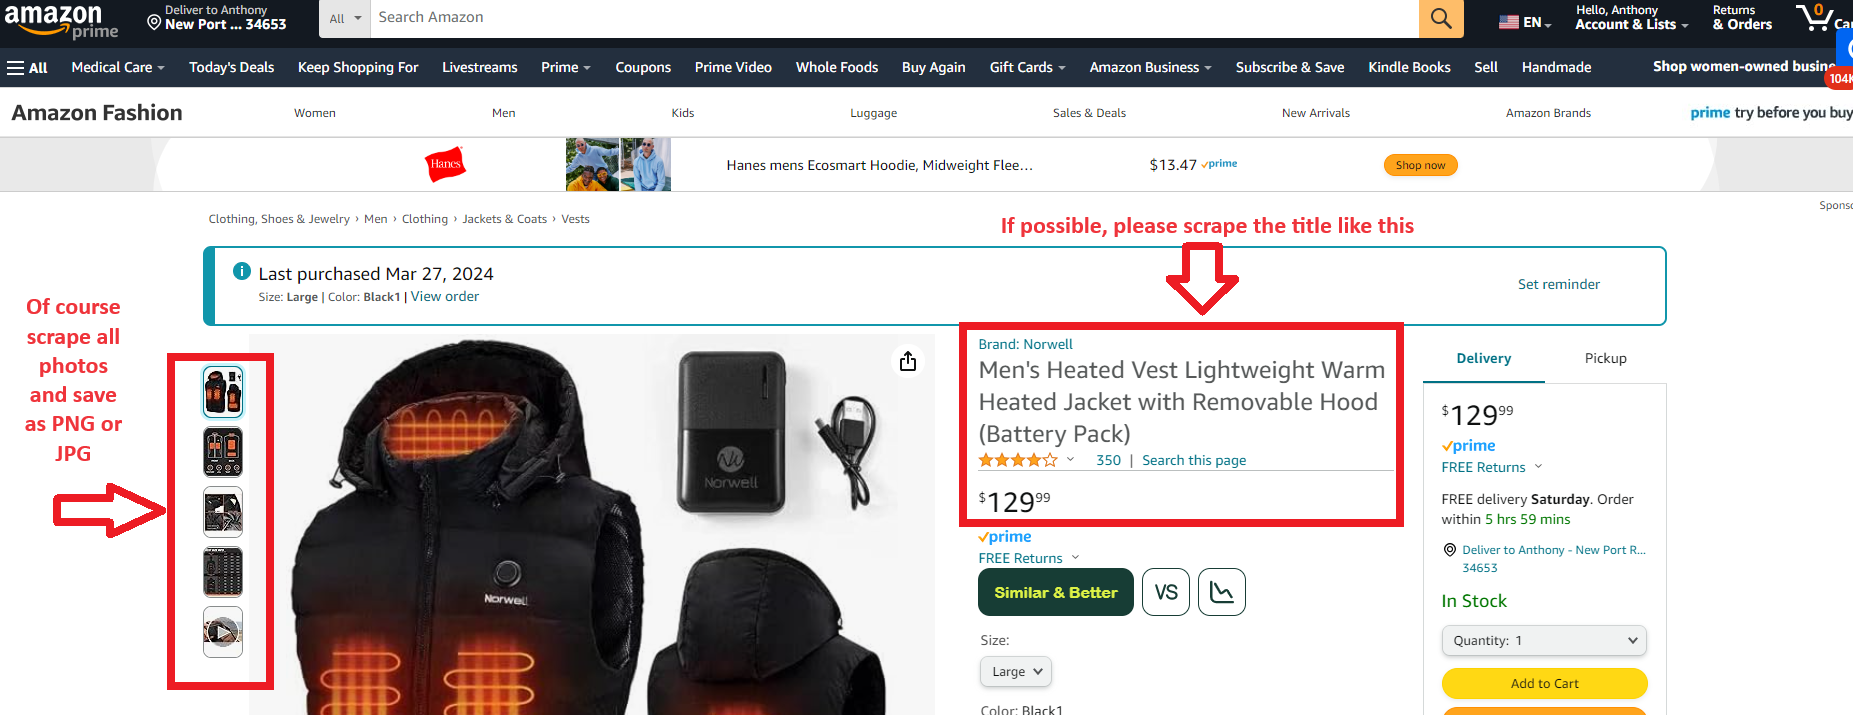 amazon
prime
Deliver to Anthony
New Port ... 34653
All
Search Amazon
EN
Hello, Anthony
Account & Lists
Returns
& Orders
0
All
Medical Care
Today's Deals
Keep Shopping For
Livestreams
Prime
Coupons
Prime Video
Whole Foods
Buy Again
Gift Cards
Amazon Business
Subscribe & Save
Kindle Books
Sell
Handmade
Shop women-owned busine
104K
Amazon Fashion
Women
Men
Kids
Luggage
Sales & Deals
New Arrivals
Amazon Brands
prime try before you buy
Hanes
Hanes mens Ecosmart Hoodie, Midweight Flee…
$13.47 prime
Shop now
Spons
Clothing, Shoes & Jewelry › Men › Clothing › Jackets & Coats › Vests
If possible, please scrape the title like this
i
Last purchased Mar 27, 2024
Size: Large | Color: Black1 | View order
Set reminder
Of course
scrape all
photos
and save
as PNG or
JPG
Norwell
Norwell
Brand: Norwell
Men's Heated Vest Lightweight Warm
Heated Jacket with Removable Hood
(Battery Pack)
350 | Search this page
$129 99
prime
FREE Returns
Similar & Better
VS
Size:
Large
Color: Black1
Delivery
Pickup
$129 99
prime
FREE Returns
FREE delivery Saturday. Order
within 5 hrs 59 mins
Deliver to Anthony - New Port R...
34653
In Stock
Quantity: 1
Add to Cart